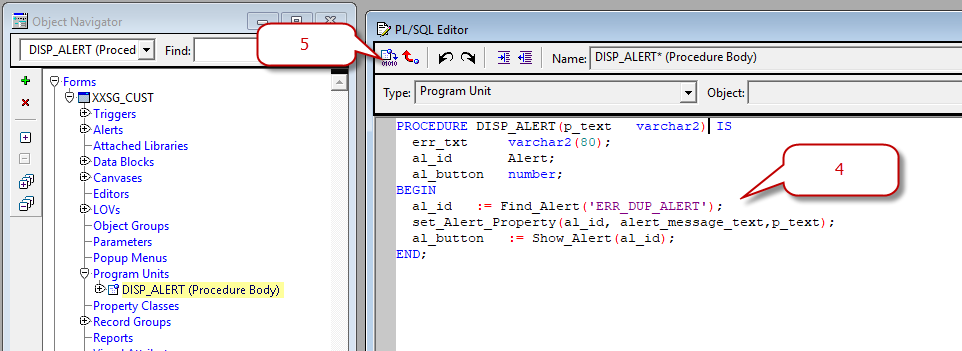 Object Navigator
DISP_ALERT (Proced
Find:
5
Forms
XXSG_CUST
Triggers
Alerts
Attached Libraries
Data Blocks
Canvases
Editors
LOVs
Object Groups
Parameters
Popup Menus
Program Units
DISP_ALERT (Procedure Body)
Property Classes
Record Groups
Reports
PL/SQL Editor
Name: DISP_ALERT* (Procedure Body)
Type: Program Unit
Object:
PROCEDURE DISP_ALERT(p_text   varchar2) IS
  err_txt     varchar2(80);
  al_id       Alert;
  al_button   number;
BEGIN
  al_id   := Find_Alert('ERR_DUP_ALERT');
  set_Alert_Property(al_id, alert_message_text,p_text);
  al_button   := Show_Alert(al_id);
END;
4